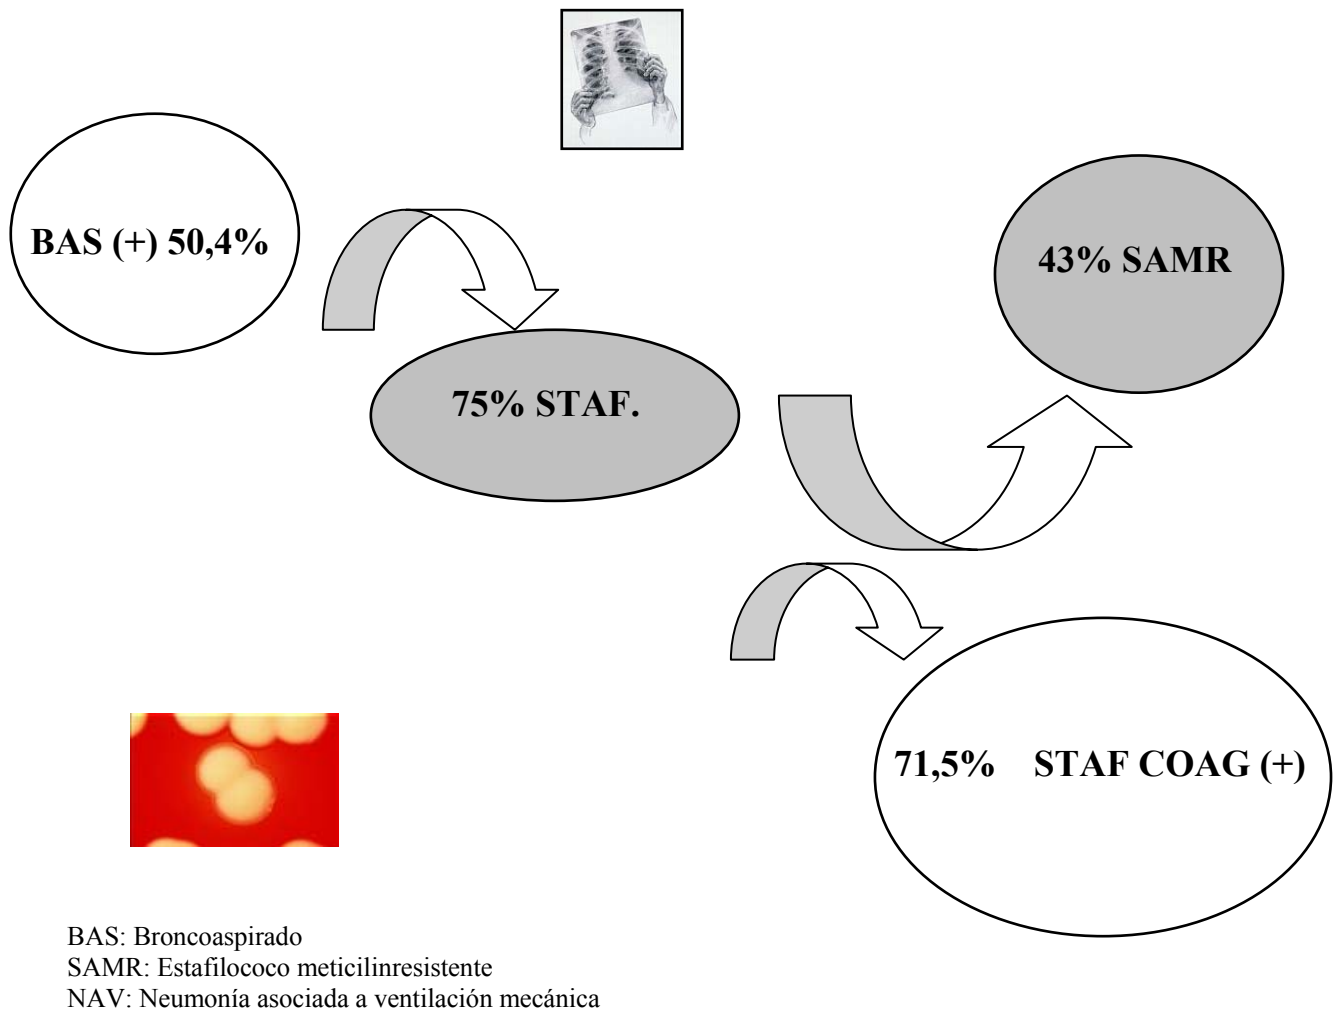 BAS (+) 50,4%
43% SAMR
75% STAF.
71,5% STAF COAG (+)
BAS: Broncoaspirado
SAMR: Estafilococo meticilinresistente
NAV: Neumonía asociada a ventilación mecánica